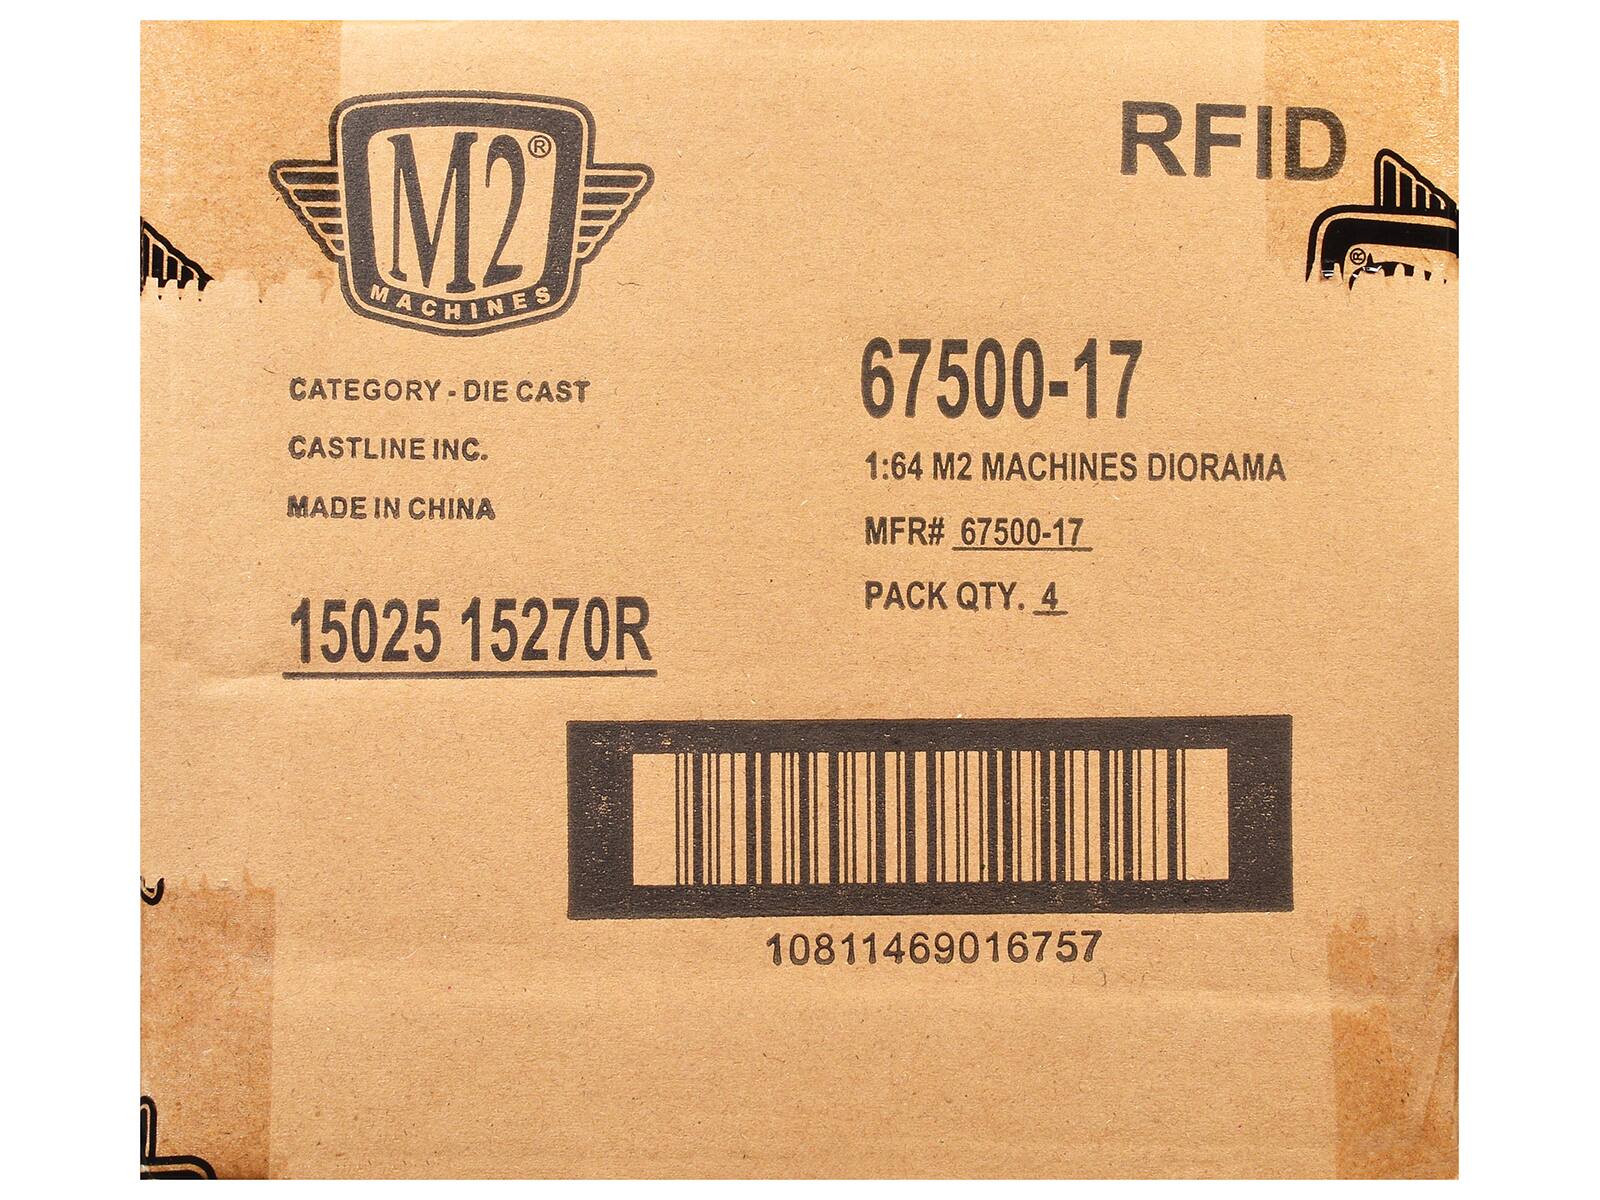 M2®
MACHINES
RFID
®
CATEGORY - DIE CAST
CASTLINE INC.
MADE IN CHINA
15025 15270R
67500-17
1:64 M2 MACHINES DIORAMA
MFR# 67500-17
PACK QTY. 4
10811469016757